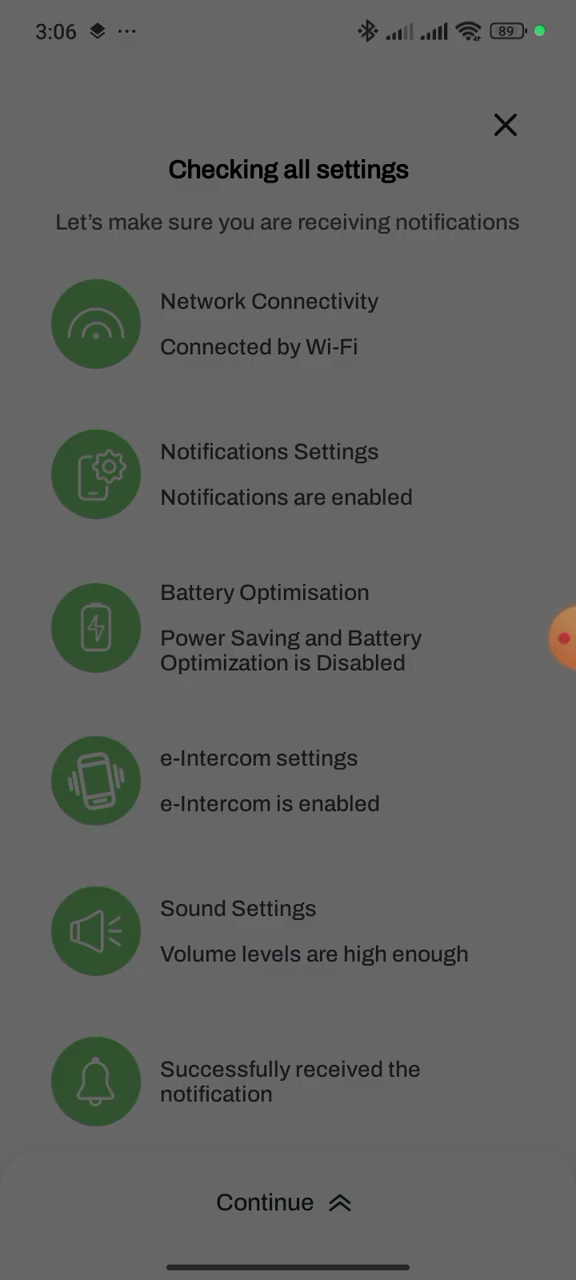 3:06
89
Checking all settings
Let's make sure you are receiving notifications
Network Connectivity
Connected by Wi-Fi
Notifications Settings
Notifications are enabled
Battery Optimisation
Power Saving and Battery
Optimization is Disabled
e-Intercom settings
e-Intercom is enabled
Sound Settings
Volume levels are high enough
Successfully received the
notification
Continue